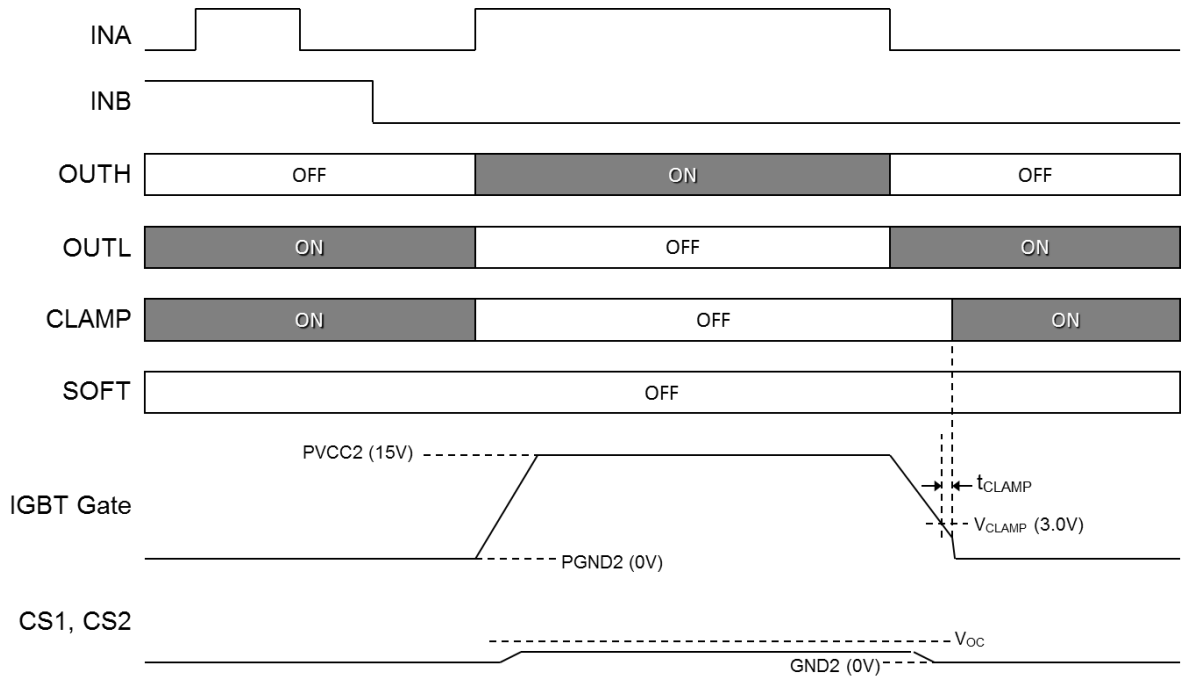 INA
INB
OUTH OFF ON OFF
OUTL ON OFF ON
CLAMP ON OFF ON
SOFT OFF
PVCC2 (15V)
tCLAMP
IGBT Gate
VCLAMP (3.0V)
PGND2 (0V)
CS1, CS2
VOC
GND2 (0V)